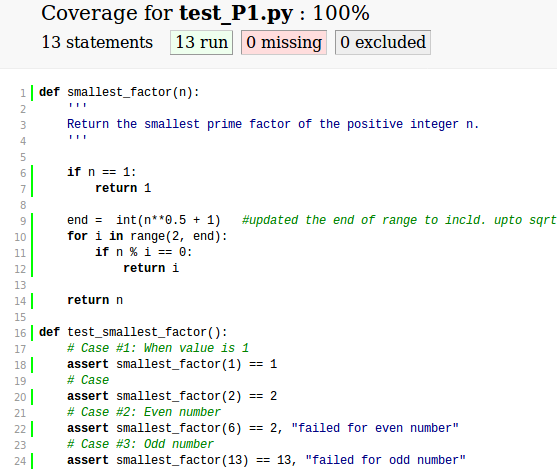 Coverage for test_P1.py : 100%
13 statements 13 run 0 missing 0 excluded
1 def smallest_factor(n):
2 '''
3 Return the smallest prime factor of the positive integer n.
4 '''
5
6 if n == 1:
7 return 1
8
9 end =  int(n**0.5 + 1) #updated the end of range to incld. upto sqrt
10 for i in range(2, end):
11 if n % i == 0:
12 return i
13
14 return n
15
16 def test_smallest_factor():
17 # Case #1: When value is 1
18 assert smallest_factor(1) == 1
19 # Case
20 assert smallest_factor(2) == 2
21 # Case #2: Even number
22 assert smallest_factor(6) == 2, "failed for even number"
23 # Case #3: Odd number
24 assert smallest_factor(13) == 13, "failed for odd number"